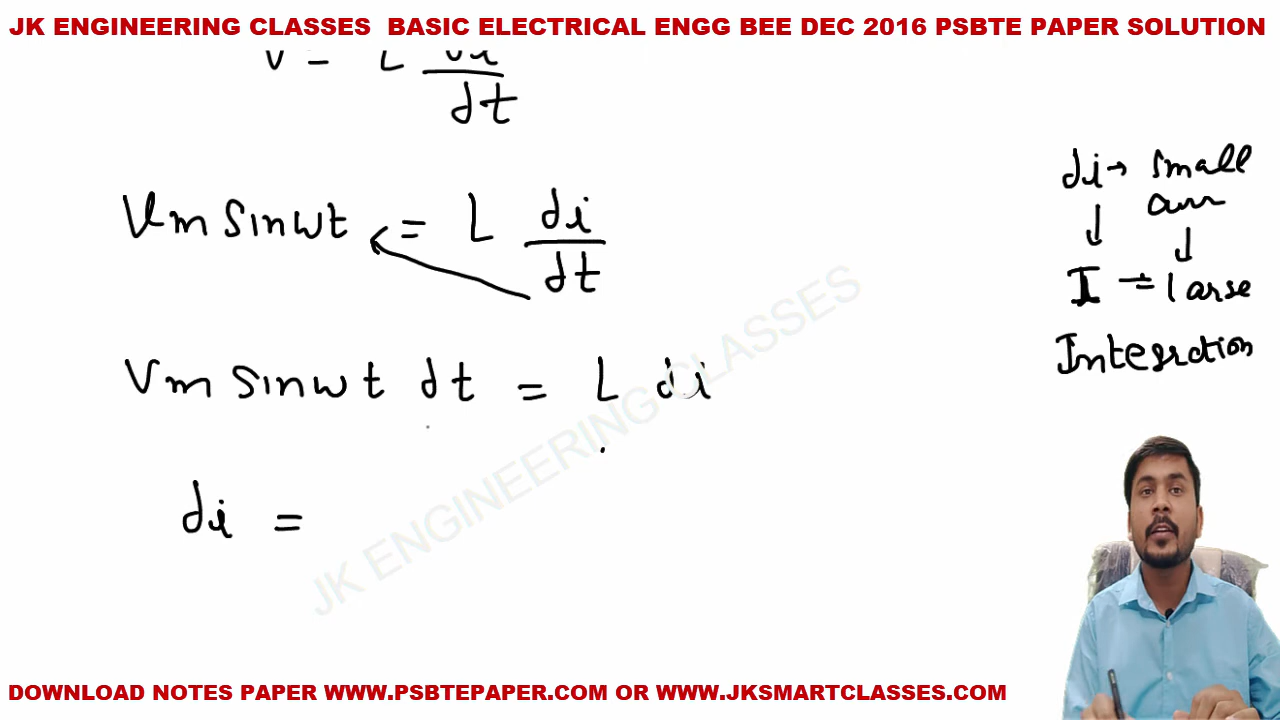 JK ENGINEERING CLASSES BASIC ELECTRICAL ENGG BEE DEC 2016 PSBTE PAPER SOLUTION
V = L di
dt
Vm Sinwt = L di
dt
Vm Sinwt dt = L di
di =
di → Small
I = large
Integration
JK ENGINEERING CLASSES
DOWNLOAD NOTES PAPER WWW.PSBTEPAPER.COM OR WWW.JKSMARTCLASSES.COM